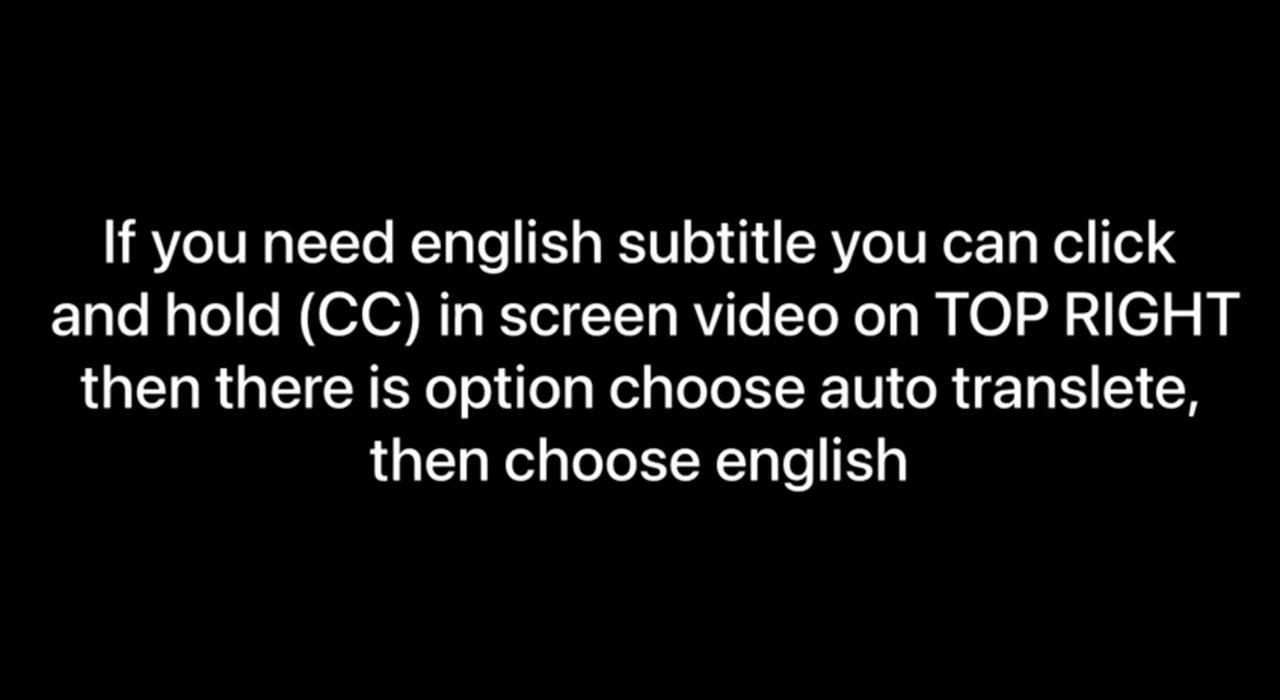 If you need english subtitle you can click
and hold (CC) in screen video on TOP RIGHT
then there is option choose auto translete,
then choose english